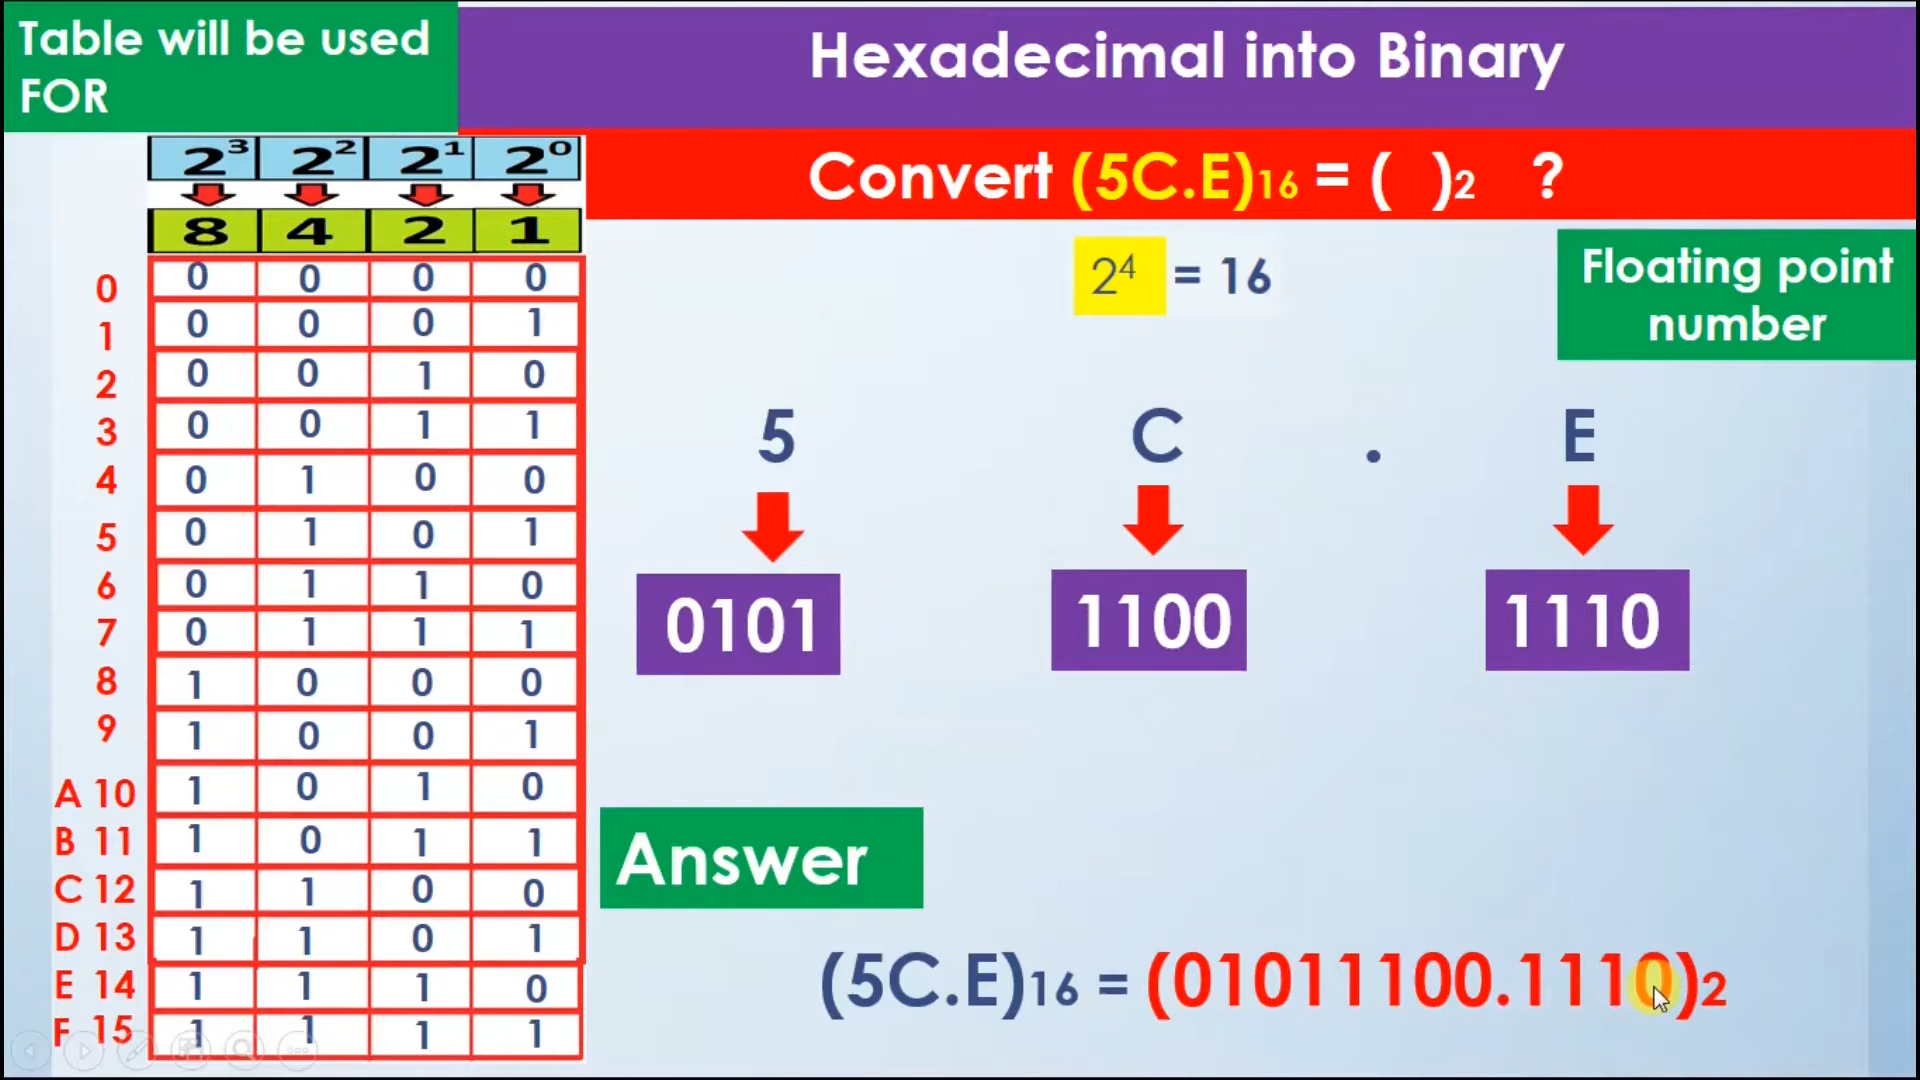 Table will be used
FOR
Hexadecimal into Binary
Convert (5C.E)₁₆ = ( )₂ ?
2³ 2² 2¹ 2⁰
8 4 2 1
0 0 0 0 0
1 0 0 0 1
2 0 0 1 0
3 0 0 1 1
4 0 1 0 0
5 0 1 0 1
6 0 1 1 0
7 0 1 1 1
8 1 0 0 0
9 1 0 0 1
A 10 1 0 1 0
B 11 1 0 1 1
C 12 1 1 0 0
D 13 1 1 0 1
E 14 1 1 1 0
F 15 1 1 1 1
2⁴ = 16
Floating point
number
5 C . E
0101 1100 1110
Answer
(5C.E)₁₆ = (01011100.1110)₂